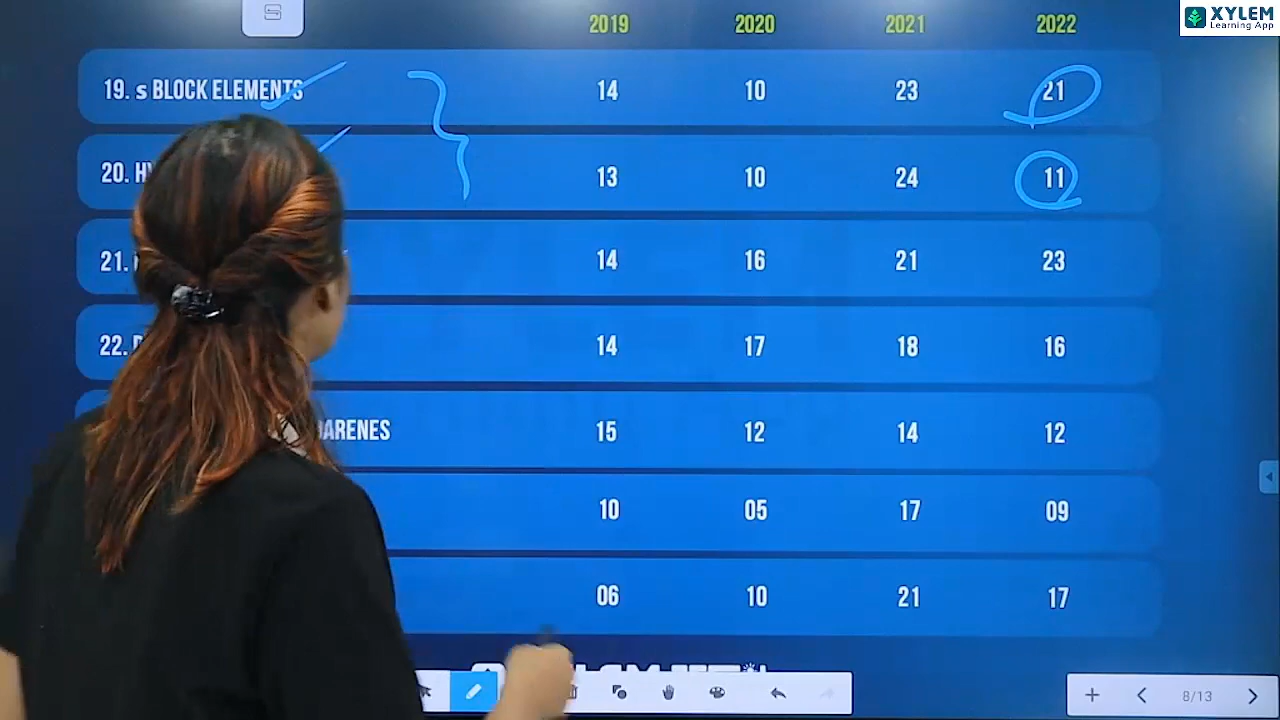 XYLEM
Learning App
2019 2020 2021 2022
19. s BLOCK ELEMENTS 14 10 23 21
20. 13 10 24 11
21. 14 16 21 23
22. 14 17 18 16
ARENES 15 12 14 12
10 05 17 09
06 10 21 17
8/13